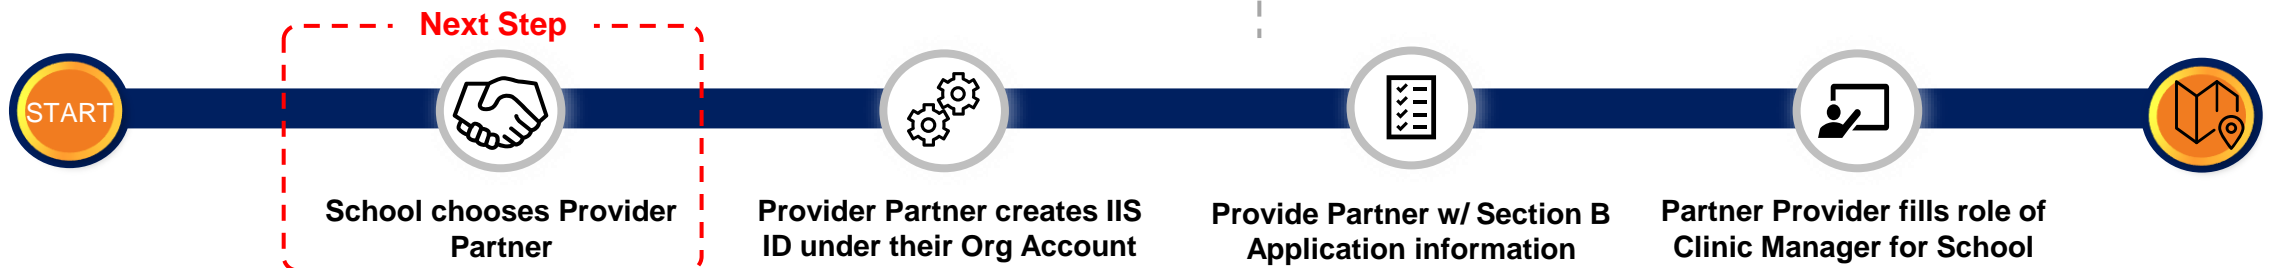 Next Step
START
School chooses Provider
Partner
Provider Partner creates IIS
ID under their Org Account
Provide Partner w/ Section B
Application information
Partner Provider fills role of
Clinic Manager for School